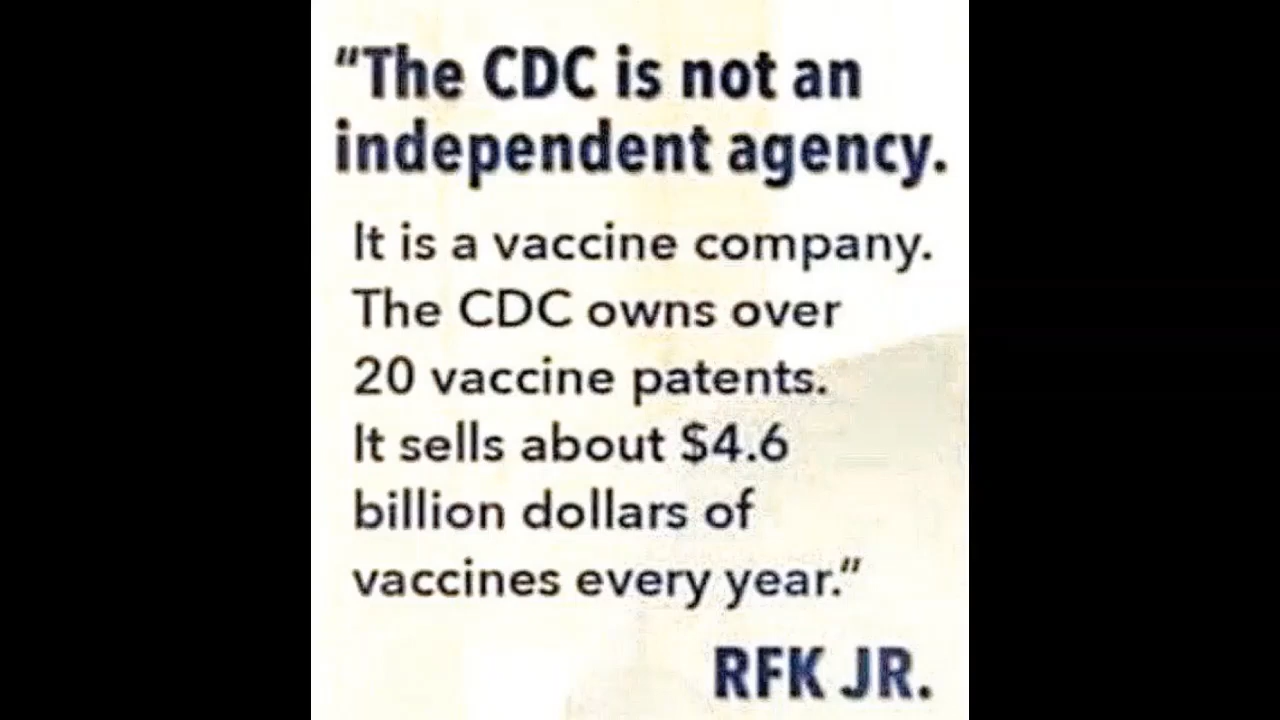 “The CDC is not an
independent agency.
It is a vaccine company.
The CDC owns over
20 vaccine patents.
It sells about $4.6
billion dollars of
vaccines every year.”
RFK JR.